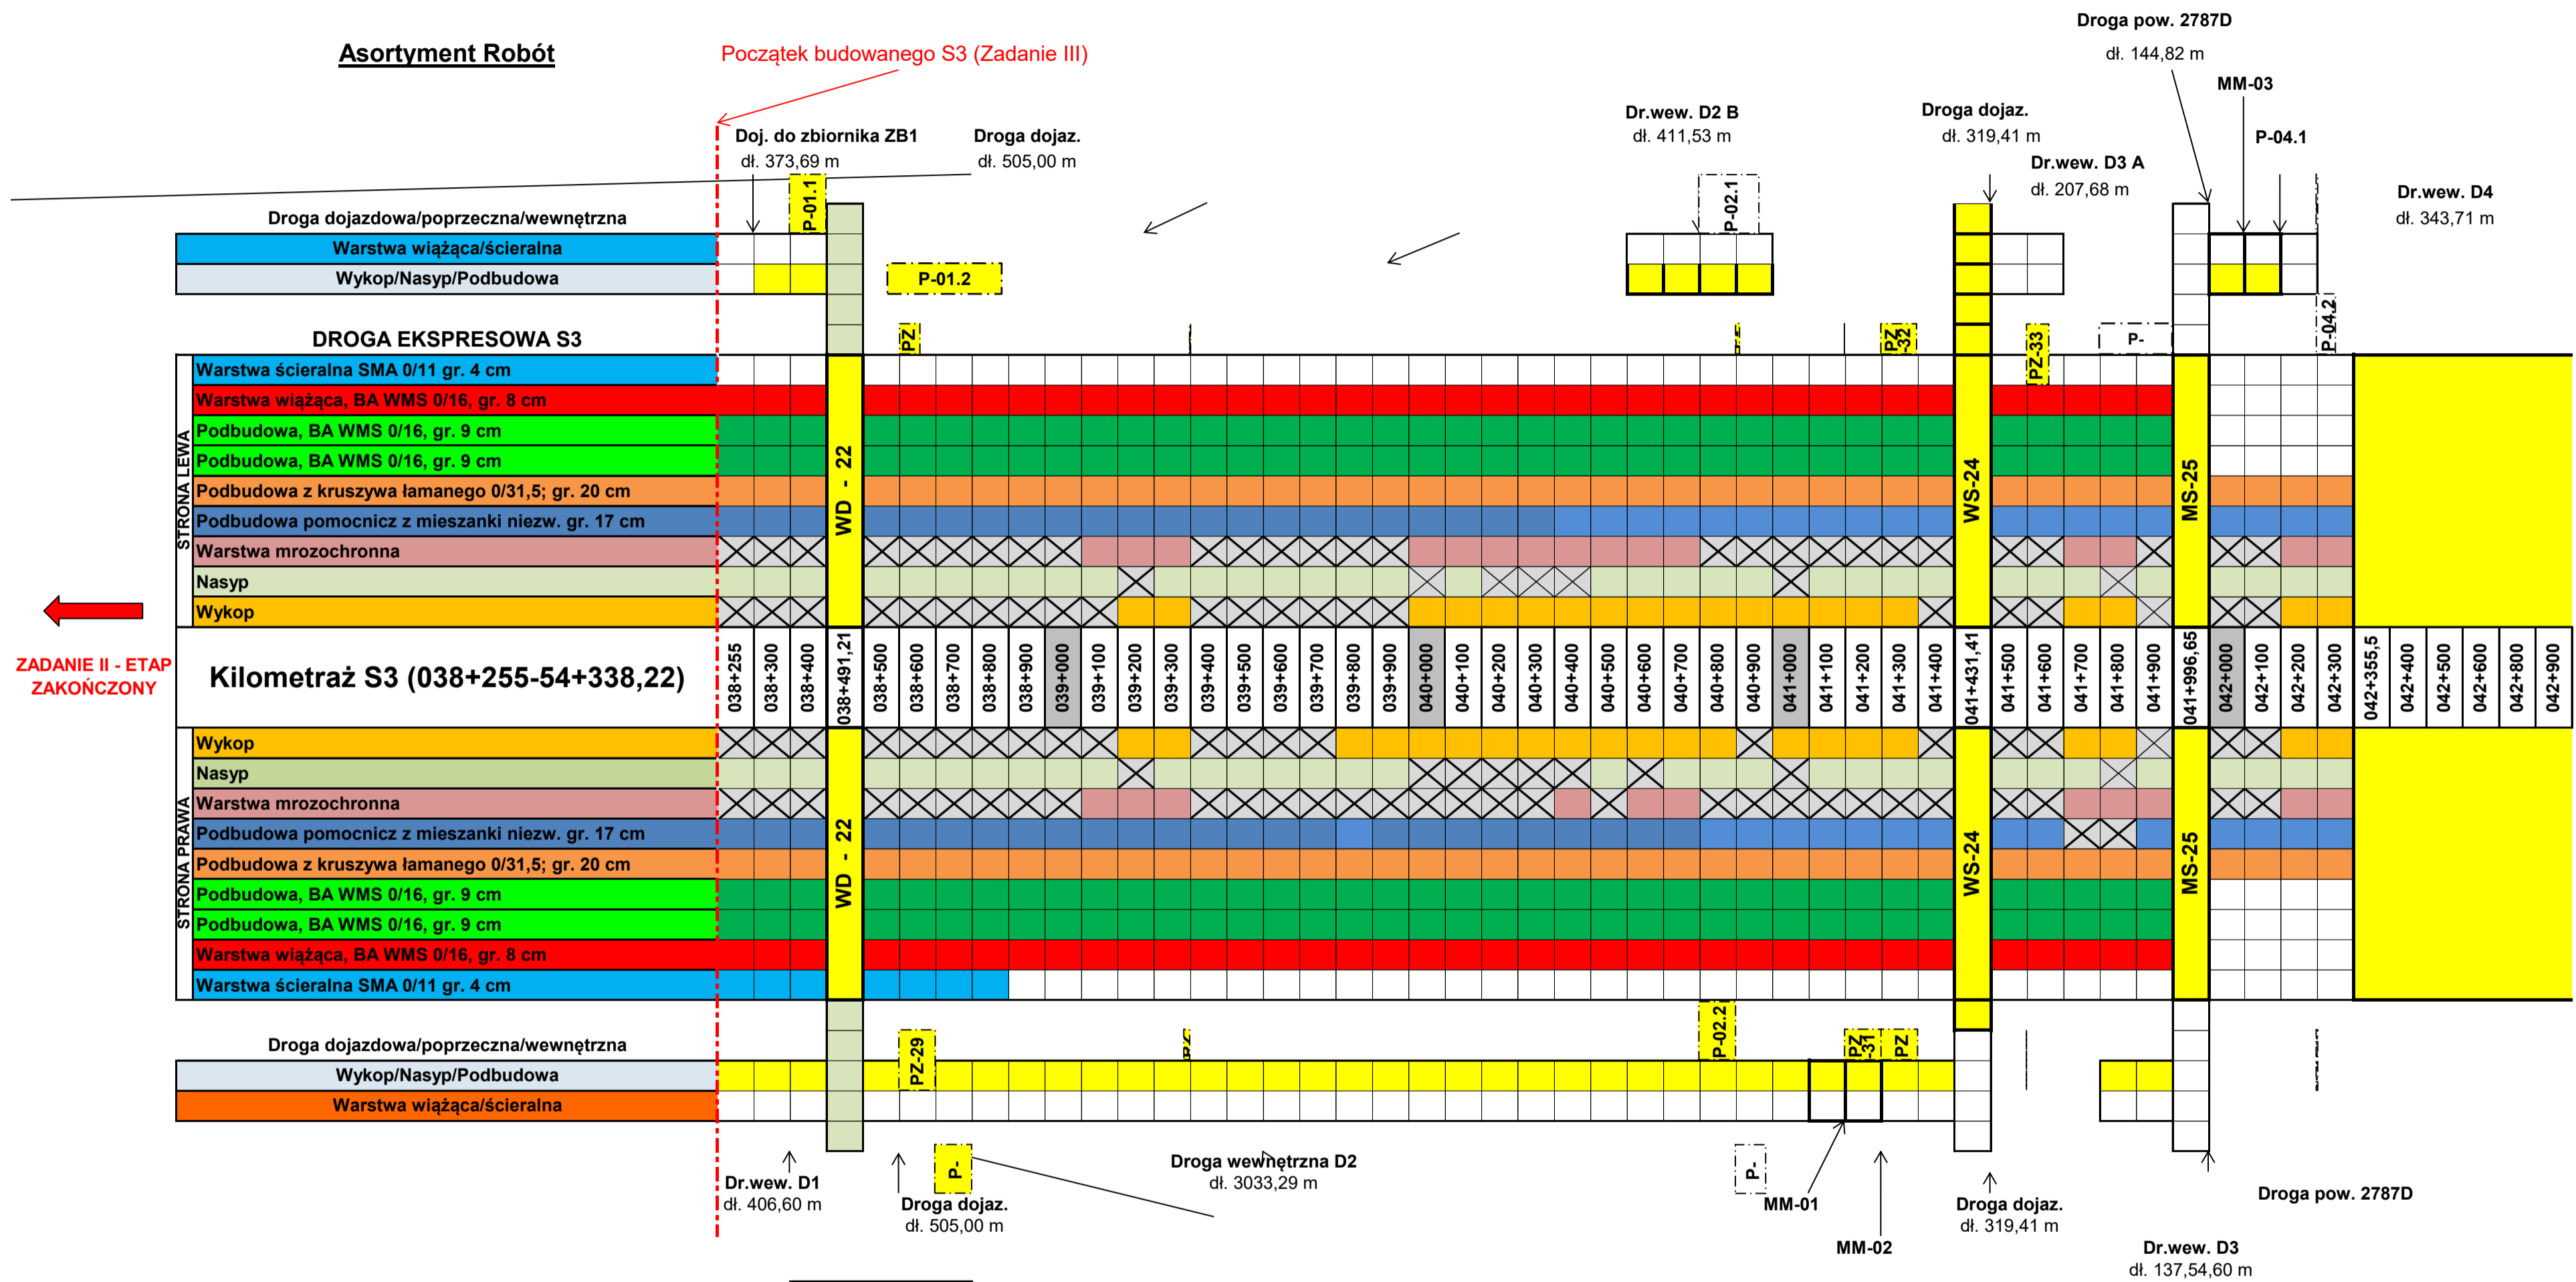 Droga pow. 2787D
dł. 144,82 m
Asortyment Robót
Początek budowanego S3 (Zadanie III)
MM-03
Dr.wew. D2 B
dł. 411,53 m
Droga dojaz.
dł. 319,41 m
Doj. do zbiornika ZB1
dł. 373,69 m
Droga dojaz.
dł. 505,00 m
P-04.1
Dr.wew. D3 A
dł. 207,68 m
Dr.wew. D4
dł. 343,71 m
P-01.1
P-02.1
Droga dojazdowa/poprzeczna/wewnętrzna
Warstwa wiążąca/ścieralna
Wykop/Nasyp/Podbudowa
P-01.2
P-04.2
DROGA EKSPRESOWA S3
PZ
PZ
-32
PZ-33
P-
STRONA LEWA
Warstwa ścieralna SMA 0/11 gr. 4 cm
Warstwa wiążąca, BA WMS 0/16, gr. 8 cm
Podbudowa, BA WMS 0/16, gr. 9 cm
Podbudowa, BA WMS 0/16, gr. 9 cm
Podbudowa z kruszywa łamanego 0/31,5; gr. 20 cm
Podbudowa pomocnicz z mieszanki niezw. gr. 17 cm
Warstwa mrozochronna
Nasyp
Wykop
WD - 22
WS-24
MS-25
ZADANIE II - ETAP
ZAKOŃCZONY
Kilometraż S3 (038+255-54+338,22)
038+255
038+300
038+400
038+491,21
038+500
038+600
038+700
038+800
038+900
039+000
039+100
039+200
039+300
039+400
039+500
039+600
039+700
039+800
039+900
040+000
040+100
040+200
040+300
040+400
040+500
040+600
040+700
040+800
040+900
041+000
041+100
041+200
041+300
041+400
041+431,41
041+500
041+600
041+700
041+800
041+900
041+996,65
042+000
042+100
042+200
042+300
042+355,5
042+400
042+500
042+600
042+800
042+900
STRONA PRAWA
Wykop
Nasyp
Warstwa mrozochronna
Podbudowa pomocnicz z mieszanki niezw. gr. 17 cm
Podbudowa z kruszywa łamanego 0/31,5; gr. 20 cm
Podbudowa, BA WMS 0/16, gr. 9 cm
Podbudowa, BA WMS 0/16, gr. 9 cm
Warstwa wiążąca, BA WMS 0/16, gr. 8 cm
Warstwa ścieralna SMA 0/11 gr. 4 cm
WD - 22
WS-24
MS-25
Droga dojazdowa/poprzeczna/wewnętrzna
Wykop/Nasyp/Podbudowa
Warstwa wiążąca/ścieralna
PZ-29
P-02.2
PZ
-31
PZ
P-
P-
Dr.wew. D1
dł. 406,60 m
Droga dojaz.
dł. 505,00 m
Droga wewnętrzna D2
dł. 3033,29 m
MM-01
MM-02
Droga dojaz.
dł. 319,41 m
Droga pow. 2787D
Dr.wew. D3
dł. 137,54,60 m